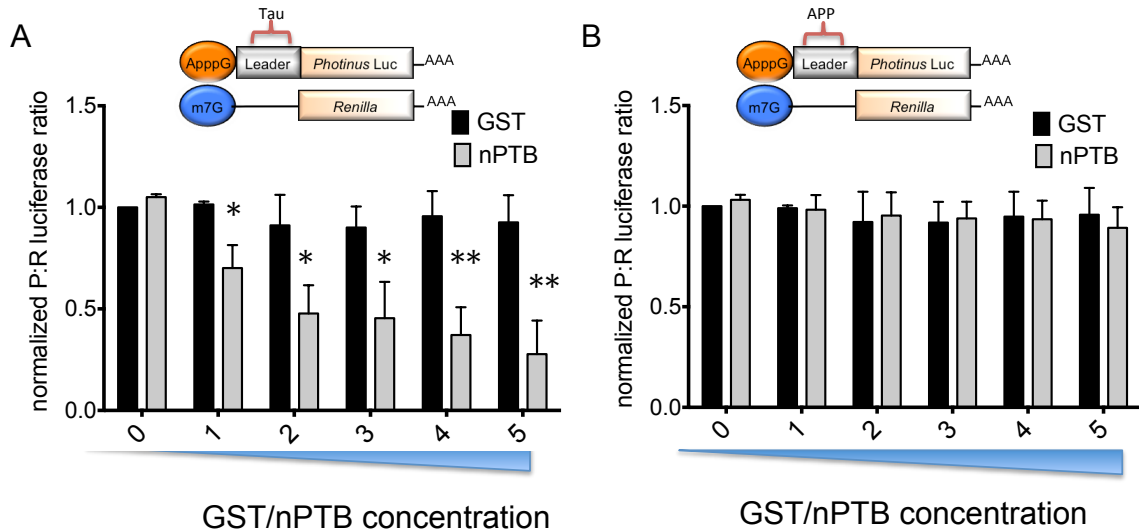 A
Tau
ApppG
Leader
Photinus Luc
AAA
m7G
Renilla
AAA
GST
nPTB
normalized P:R luciferase ratio
1.5
1.0
0.5
0.0
*
*
*
**
**
0 1 2 3 4 5
GST/nPTB concentration
B
APP
ApppG
Leader
Photinus Luc
AAA
m7G
Renilla
AAA
GST
nPTB
normalized P:R luciferase ratio
1.5
1.0
0.5
0.0
0 1 2 3 4 5
GST/nPTB concentration